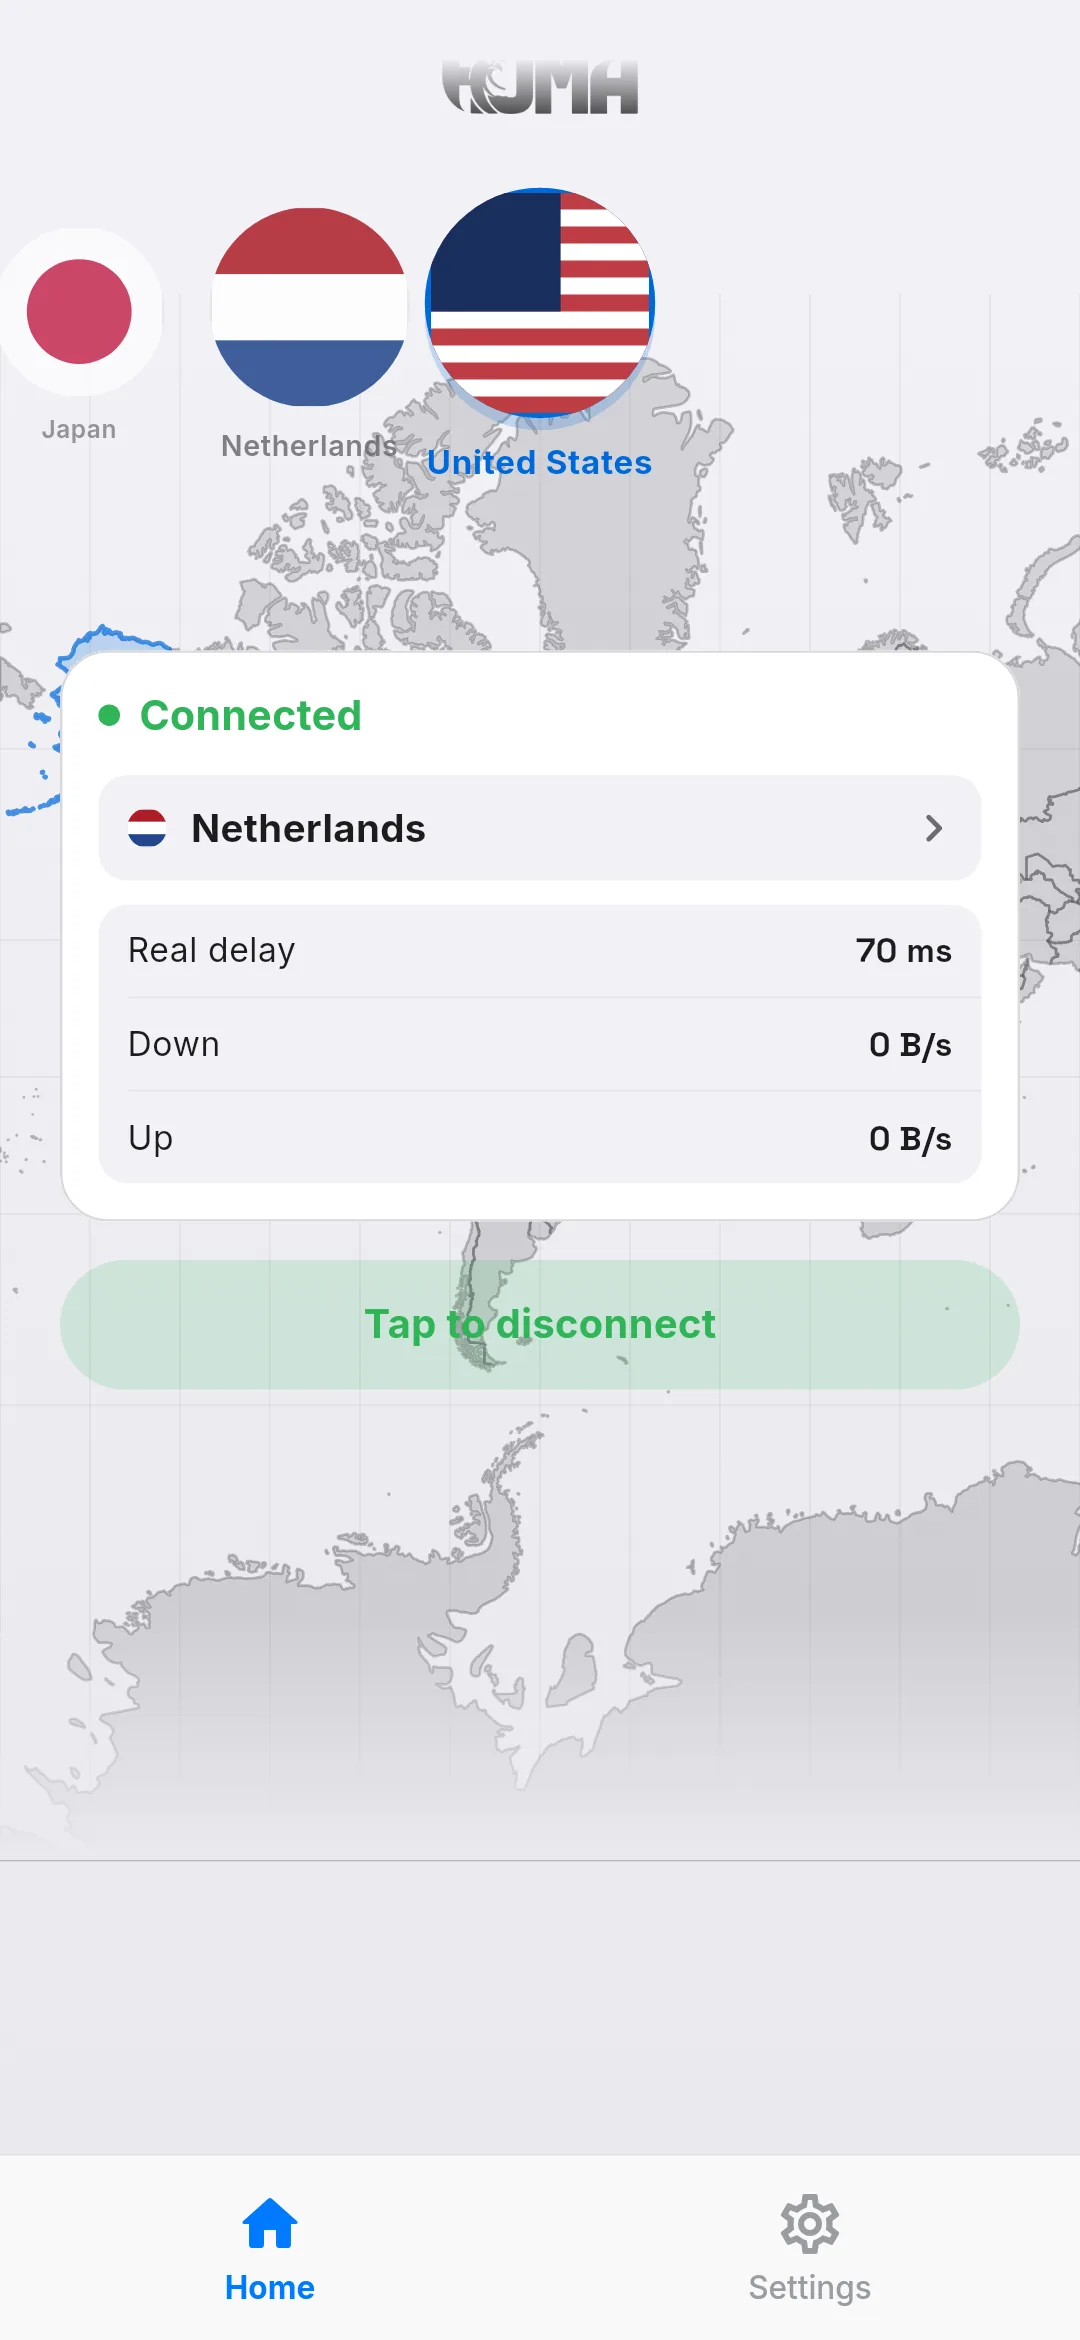 HUMA
Japan
Netherlands
United States
Connected
Netherlands
Real delay 70 ms
Down 0 B/s
Up 0 B/s
Tap to disconnect
Home
Settings